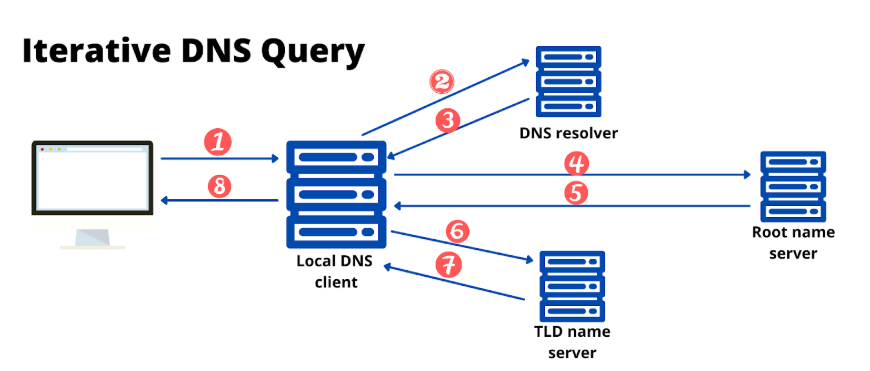 Iterative DNS Query
1
2
3
4
5
6
7
8
DNS resolver
Root name
server
Local DNS
client
TLD name
server